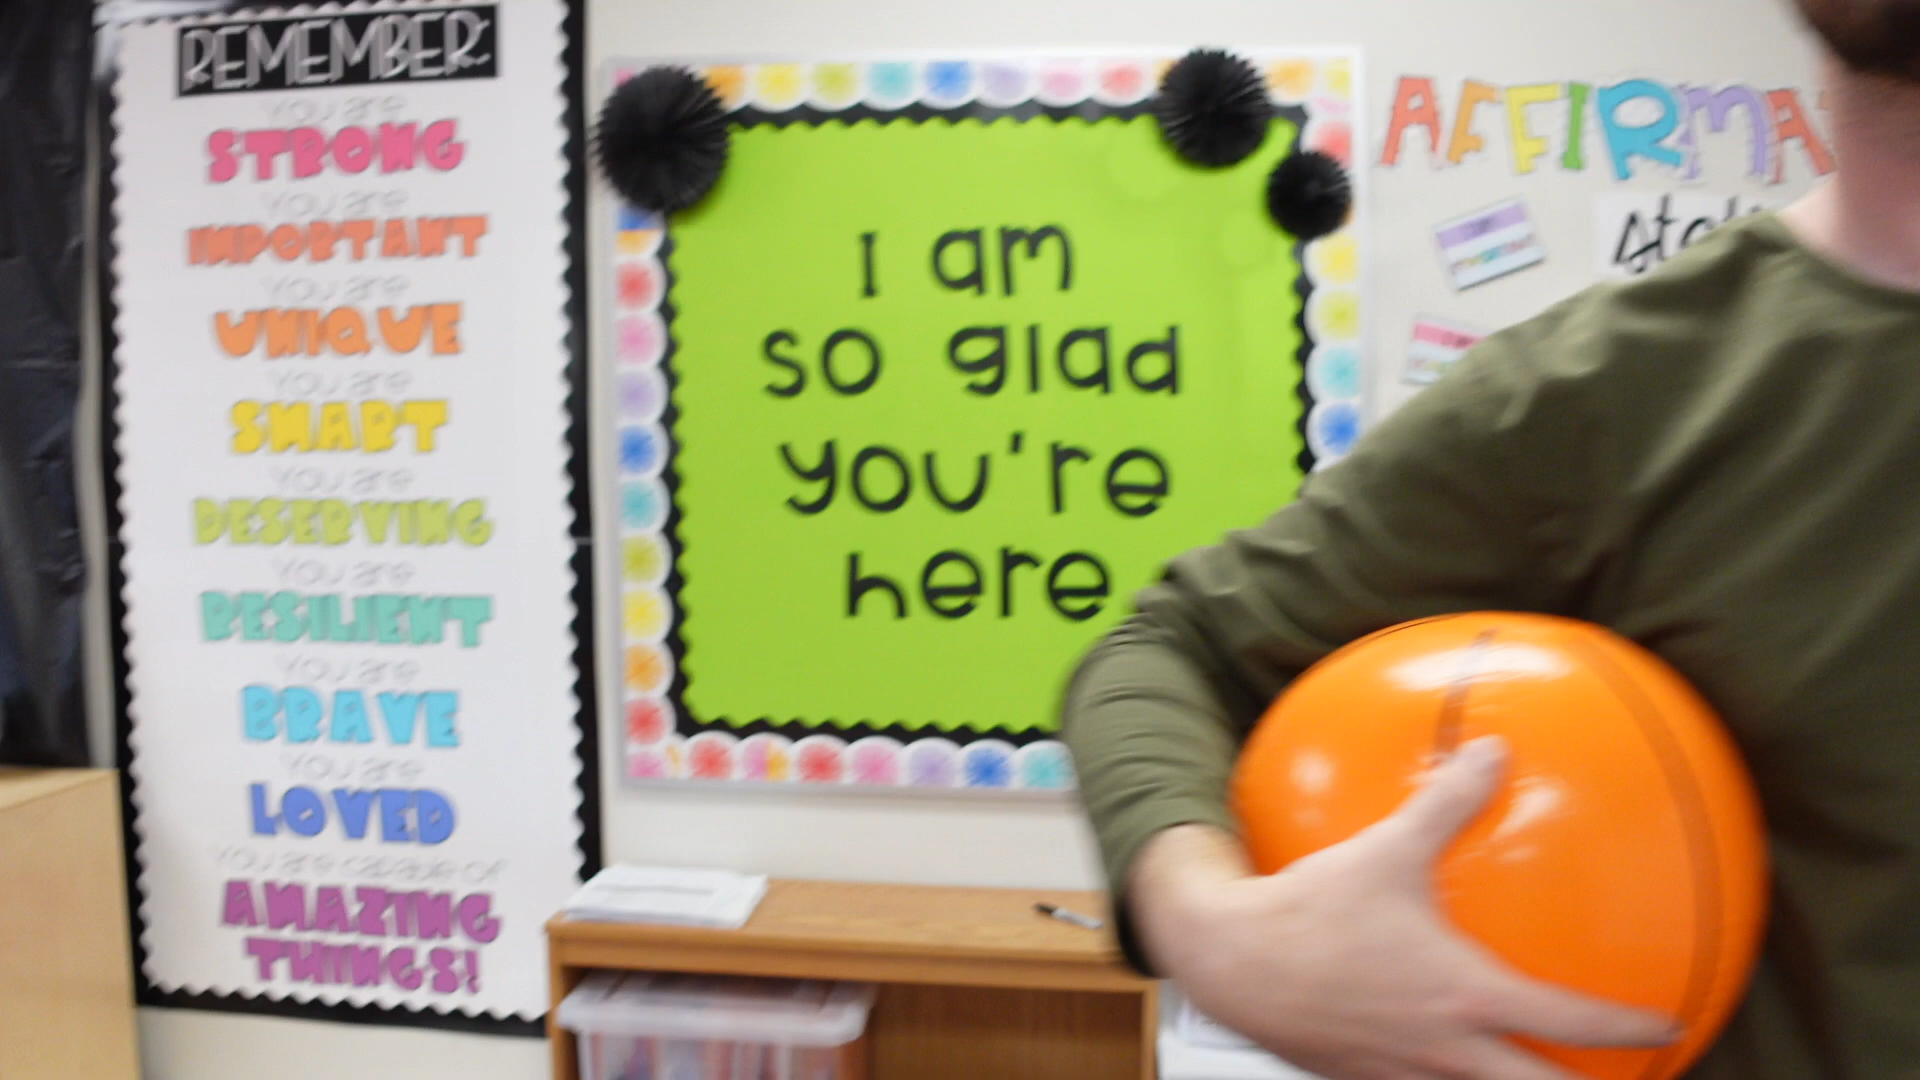 REMEMBER
you are
STRONG
you are
IMPORTANT
you are
UNIQUE
you are
SMART
you are
DESERVING
you are
RESILIENT
you are
BRAVE
you are
LOVED
you are capable of
AMAZING
THINGS!
I am
so glad
you're
here
AFFIRMA